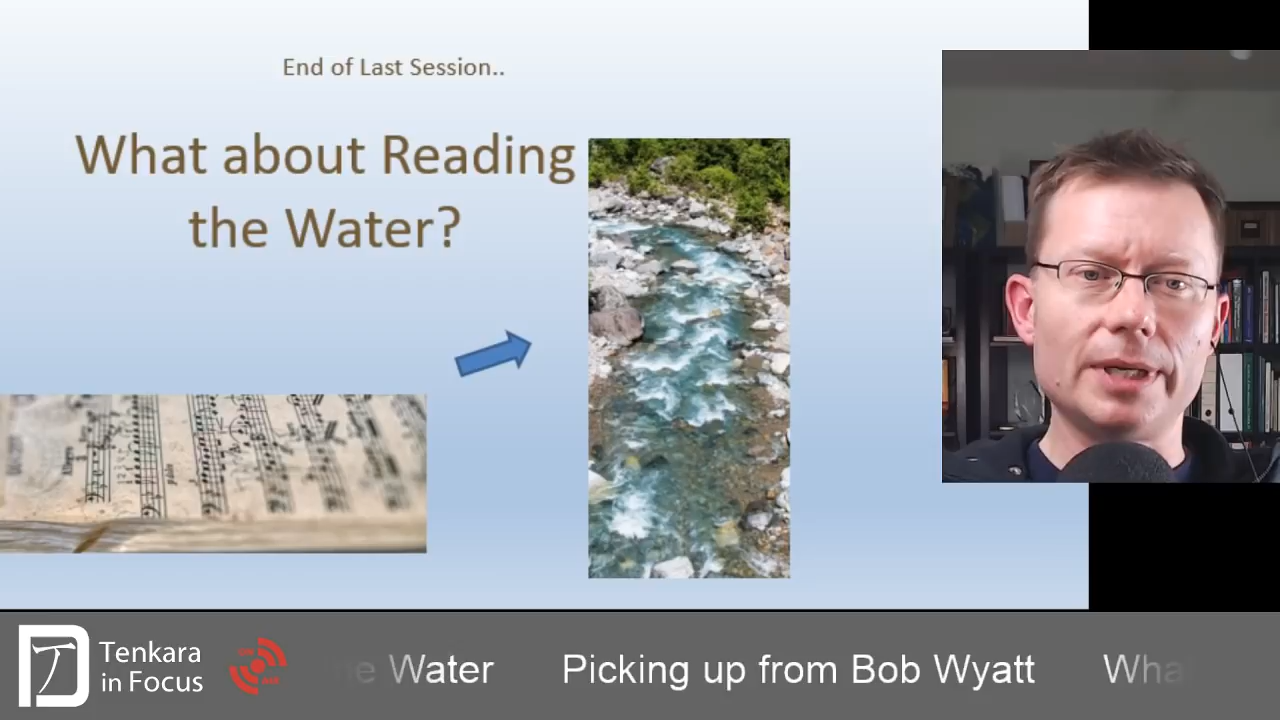 End of Last Session..
What about Reading
the Water?
Tenkara
in Focus
Water
Picking up from Bob Wyatt